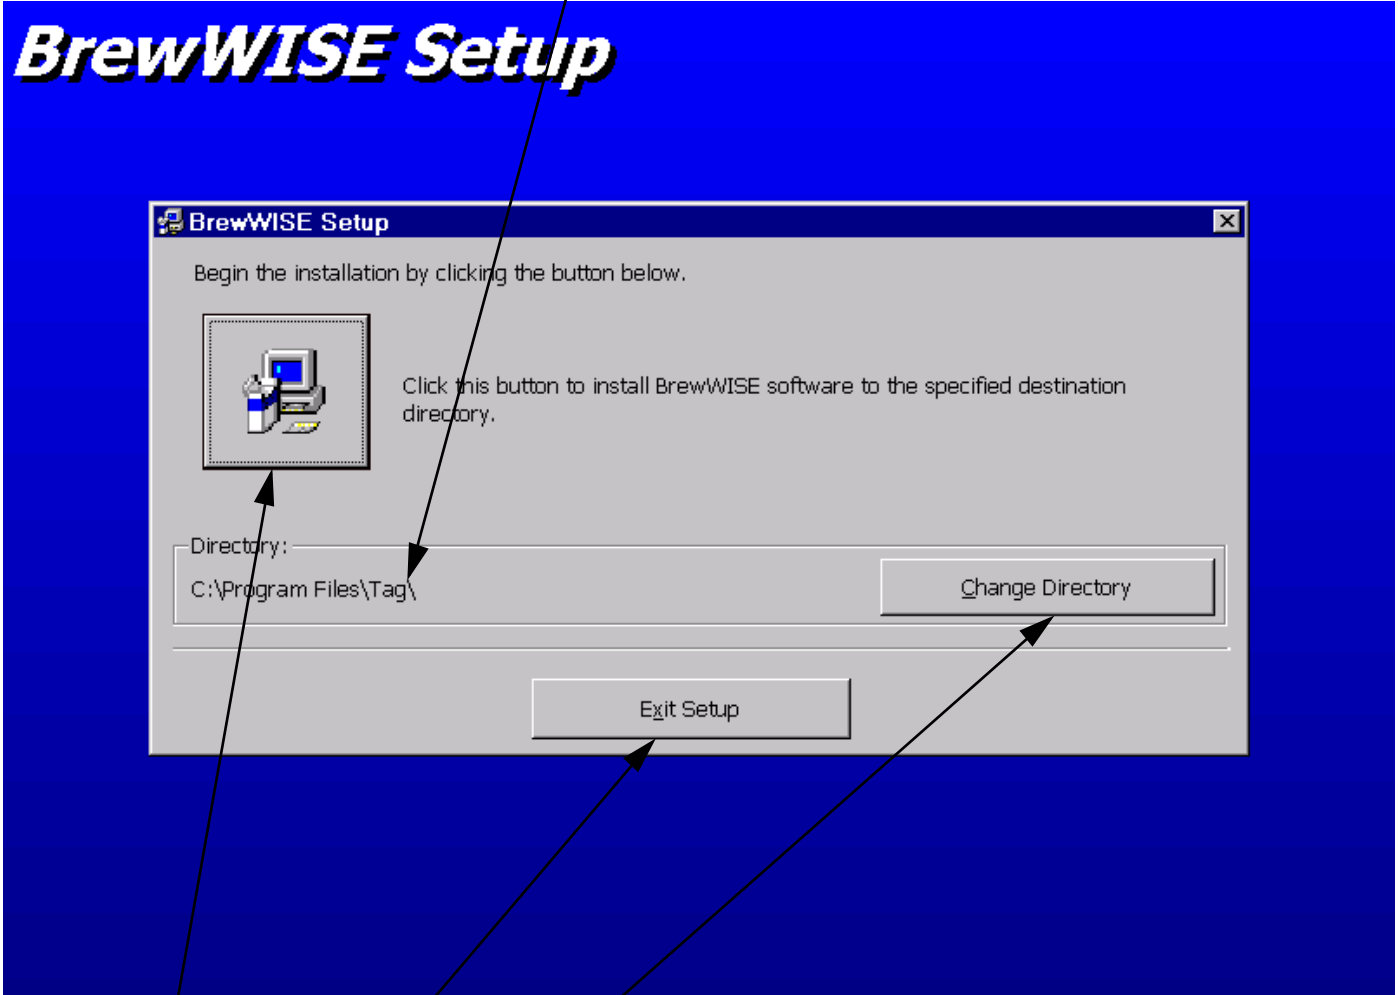 BrewWISE Setup
BrewWISE Setup
Begin the installation by clicking the button below.
Click this button to install BrewWISE software to the specified destination
directory.
Directory:
C:\Program Files\Tag\
Change Directory
Exit Setup